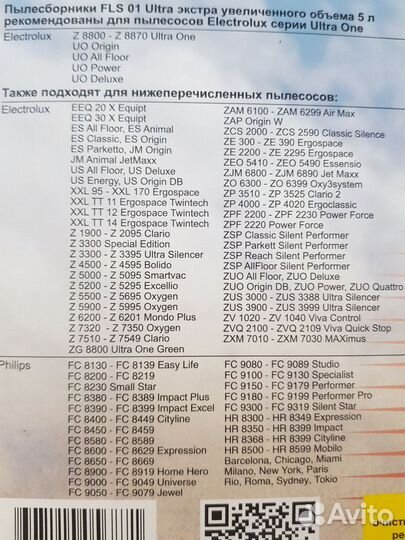 Пылесборники FLS 01 Ultra экстра увеличенного объема 5 л
рекомендованы для пылесосов Electrolux серии Ultra One
Electrolux
Z 8800 - Z 8870 Ultra One
UO Origin
UO All Floor
UO Power
UO Deluxe
Также подходят для нижеперечисленных пылесосов:
Electrolux
EEQ 20 X Equipt
EEQ 30 X Equipt
ES All Floor, ES Animal
ES Classic, ES Origin
ES Parketto, JM Origin
JM Animal JetMaxx
US All Floor, US Deluxe
US Energy, US Origin DB
XXL 95 - XXL 170 Ergospace
XXL TT 11 Ergospace Twintech
XXL TT 12 Ergospace Twintech
XXL TT 14 Ergospace Twintech
Z 1900 - Z 2095 Clario
Z 3300 Special Edition
Z 3300 - Z 3395 Ultra Silencer
Z 4500 - Z 4595 Bolido
Z 5000 - Z 5095 Smartvac
Z 5200 - Z 5295 Excellio
Z 5500 - Z 5695 Oxygen
Z 5900 - Z 5995 Oxygen
Z 6200 - Z 6201 Mondo Plus
Z 7320 - Z 7350 Oxygen
Z 7510 - Z 7549 Clario
ZG 8800 Ultra One Green
ZAM 6100 - ZAM 6299 Air Max
ZAP Origin W
ZCS 2000 - ZCS 2590 Classic Silence
ZE 300 - ZE 390 Ergospace
ZE 2200 - ZE 2295 Ergospace
ZEO 5410 - ZEO 5490 Essensio
ZJM 6800 - ZJM 6890 Jet Maxx
ZO 6300 - ZO 6399 Oxy3system
ZP 3510 - ZP 3525 Clario 2
ZP 4000 - ZP 4020 Ergoclassic
ZPF 2200 - ZPF 2230 Power Force
ZPF 2220 Power Force
ZSP Classic Silent Performer
ZSP Parkett Silent Performer
ZSP Reach Silent Performer
ZSP AllFloor Silent Performer
ZUO All Floor, ZUO Deluxe
ZUO Origin DB, ZUO Power, ZUO Quattro
ZUS 3000 - ZUS 3388 Ultra Silencer
ZUS 3900 - ZUS 3999 Ultra Silencer
ZV 1020 - ZV 1040 Viva Control
ZVQ 2100 - ZVQ 2109 Viva Quick Stop
ZXM 7010 - ZXM 7030 MAXimus
Philips
FC 8130 - FC 8139 Easy Life
FC 8200 - FC 8219
FC 8230 Small Star
FC 8380 - FC 8389 Impact Plus
FC 8390 - FC 8399 Impact Excel
FC 8400 - FC 8449 Cityline
FC 8450 - FC 8459
FC 8580 - FC 8589
FC 8600 - FC 8629 Expression
FC 8650 - FC 8669
FC 8900 - FC 8919 Home Hero
FC 9000 - FC 9049 Universe
FC 9050 - FC 9079 Jewel
FC 9080 - FC 9089 Studio
FC 9100 - FC 9130 Specialist
FC 9150 - FC 9179 Performer
FC 9180 - FC 9199 Performer Pro
FC 9300 - FC 9319 Silent Star
HR 8300 - HR 8349 Expression
HR 8350 - HR 8399 Impact
HR 8368 - HR 8399 Cityline
HR 8500 - HR 8599 Mobilo
Barcelona, Chicago, Miami
Milano, New York, Paris
Rio, Roma, Sydney, Tokio
очисти
ре
Avito